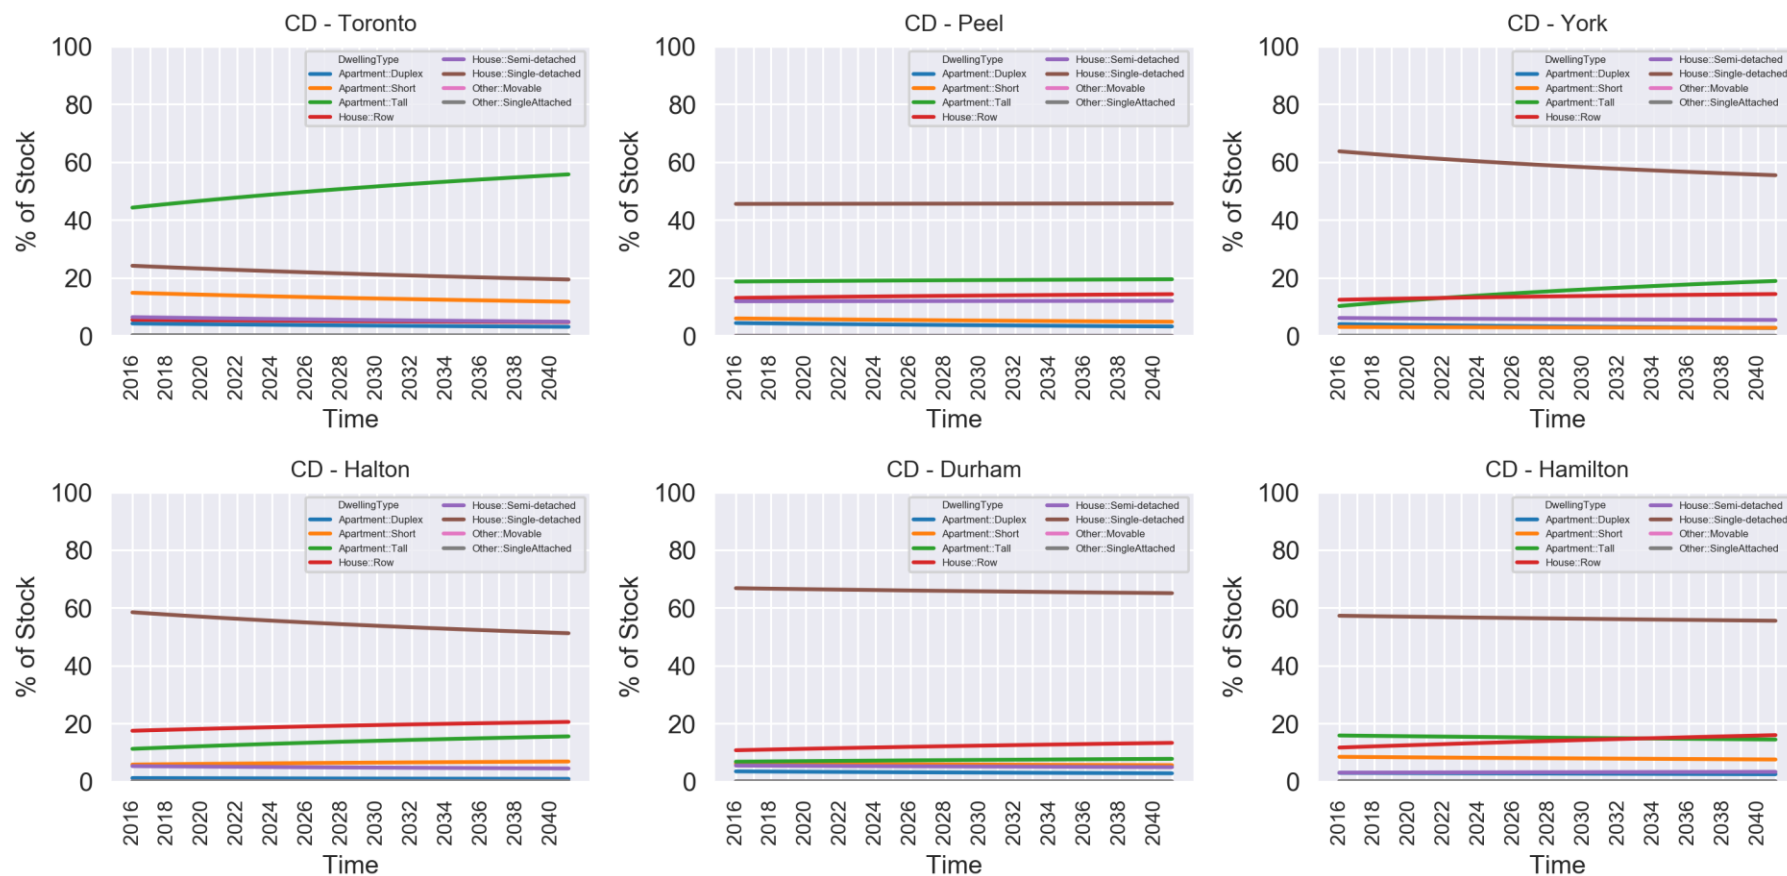 CD - Toronto
% of Stock
100
80
60
40
20
0
DwellingType
Apartment::Duplex
Apartment::Short
Apartment::Tall
House::Row
House::Semi-detached
House::Single-detached
Other::Movable
Other::SingleAttached
2016 2018 2020 2022 2024 2026 2028 2030 2032 2034 2036 2038 2040
Time
CD - Peel
% of Stock
100
80
60
40
20
0
DwellingType
Apartment::Duplex
Apartment::Short
Apartment::Tall
House::Row
House::Semi-detached
House::Single-detached
Other::Movable
Other::SingleAttached
2016 2018 2020 2022 2024 2026 2028 2030 2032 2034 2036 2038 2040
Time
CD - York
% of Stock
100
80
60
40
20
0
DwellingType
Apartment::Duplex
Apartment::Short
Apartment::Tall
House::Row
House::Semi-detached
House::Single-detached
Other::Movable
Other::SingleAttached
2016 2018 2020 2022 2024 2026 2028 2030 2032 2034 2036 2038 2040
Time
CD - Halton
% of Stock
100
80
60
40
20
0
DwellingType
Apartment::Duplex
Apartment::Short
Apartment::Tall
House::Row
House::Semi-detached
House::Single-detached
Other::Movable
Other::SingleAttached
2016 2018 2020 2022 2024 2026 2028 2030 2032 2034 2036 2038 2040
Time
CD - Durham
% of Stock
100
80
60
40
20
0
DwellingType
Apartment::Duplex
Apartment::Short
Apartment::Tall
House::Row
House::Semi-detached
House::Single-detached
Other::Movable
Other::SingleAttached
2016 2018 2020 2022 2024 2026 2028 2030 2032 2034 2036 2038 2040
Time
CD - Hamilton
% of Stock
100
80
60
40
20
0
DwellingType
Apartment::Duplex
Apartment::Short
Apartment::Tall
House::Row
House::Semi-detached
House::Single-detached
Other::Movable
Other::SingleAttached
2016 2018 2020 2022 2024 2026 2028 2030 2032 2034 2036 2038 2040
Time